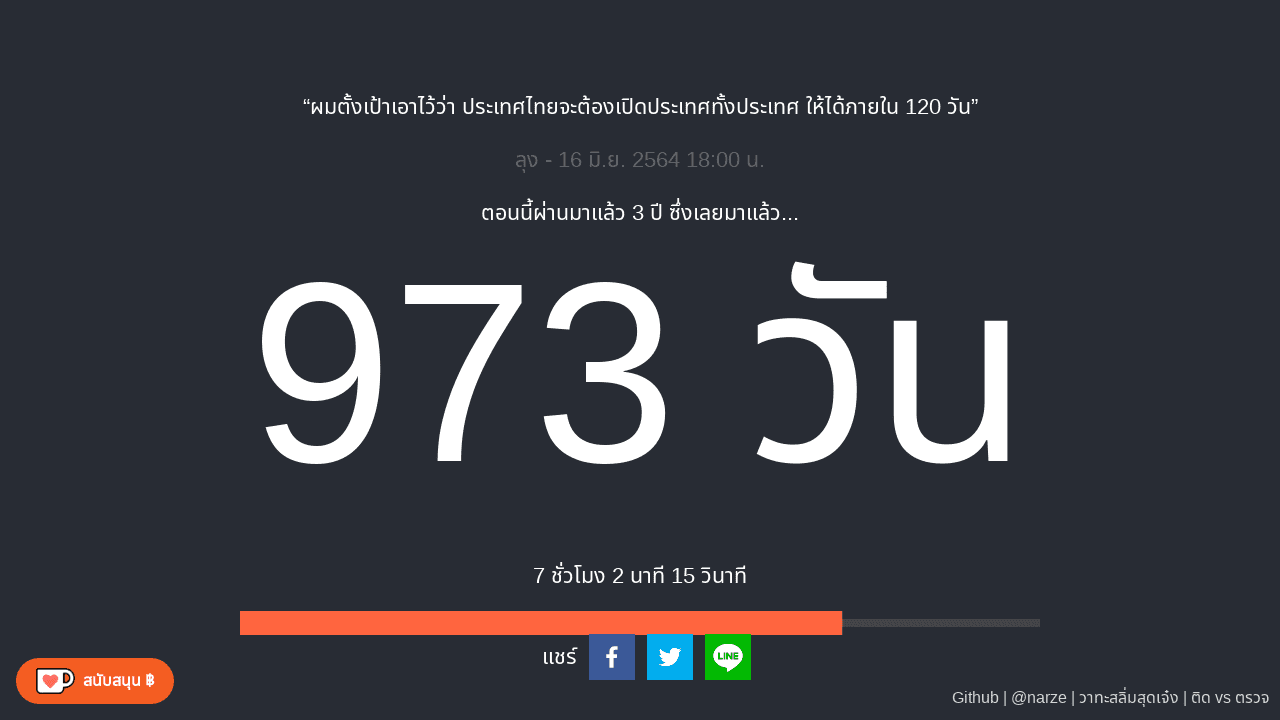 “ผมตั้งเป้าเอาไว้ว่า ประเทศไทยจะต้องเปิดประเทศทั้งประเทศ ให้ได้ภายใน 120 วัน”
ลุง - 16 มิ.ย. 2564 18:00 น.
ตอนนี้ผ่านมาแล้ว 3 ปี ซึ่งเลยมาแล้ว...
973 วัน
7 ชั่วโมง 2 นาที 15 วินาที
แชร์
LINE
สนับสนุน ฿
Github | @narze | วาทะสลิ่มสุดเจ๋ง | ติด vs ตรวจ